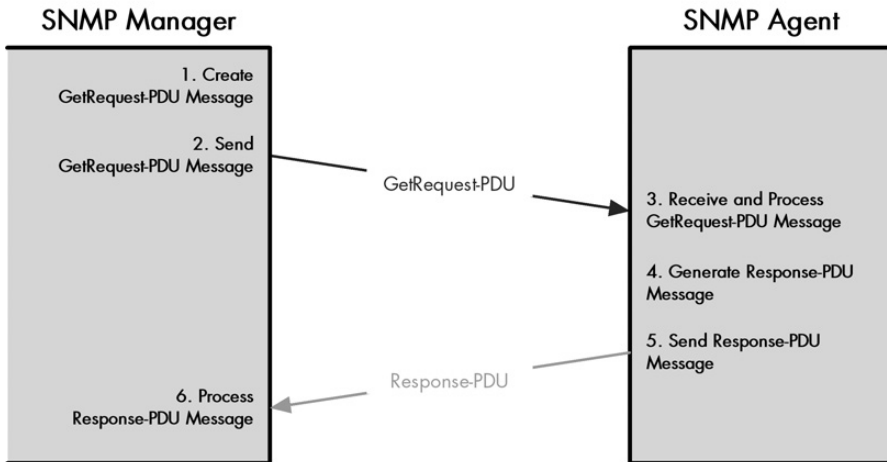 SNMP Manager
SNMP Agent
1. Create
GetRequest-PDU Message
2. Send
GetRequest-PDU Message
GetRequest-PDU
3. Receive and Process
GetRequest-PDU Message
4. Generate Response-PDU
Message
5. Send Response-PDU
Message
Response-PDU
6. Process
Response-PDU Message